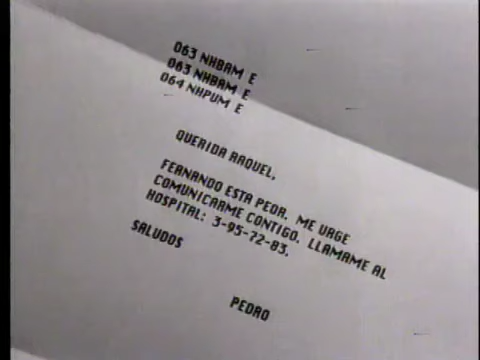 063 NHBAM E
063 NHBAM E
064 NHPUM E
QUERIDA RAQUEL,
FERNANDO ESTA PEOR. ME URGE
COMUNICARME CONTIGO. LLAMAME AL
HOSPITAL: 3-95-72-83.
SALUDOS
PEDRO